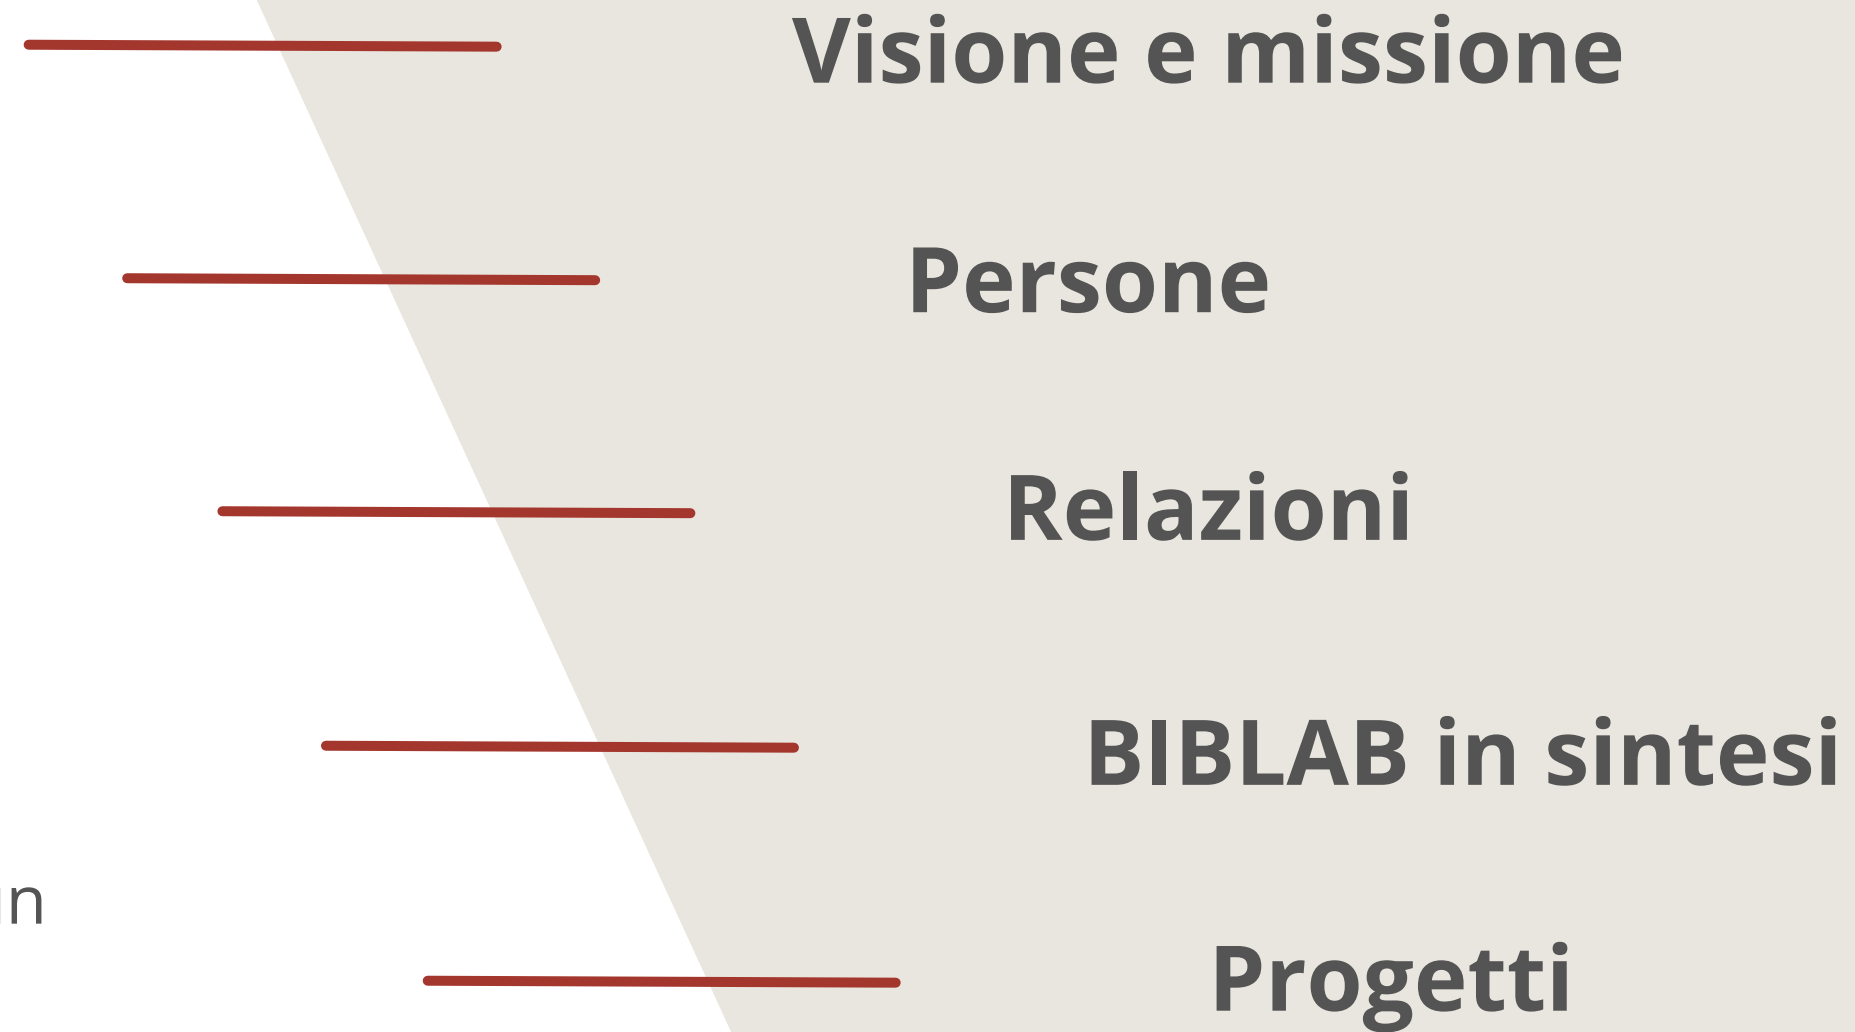 Visione e missione
Persone
Relazioni
BIBLAB in sintesi
Progetti